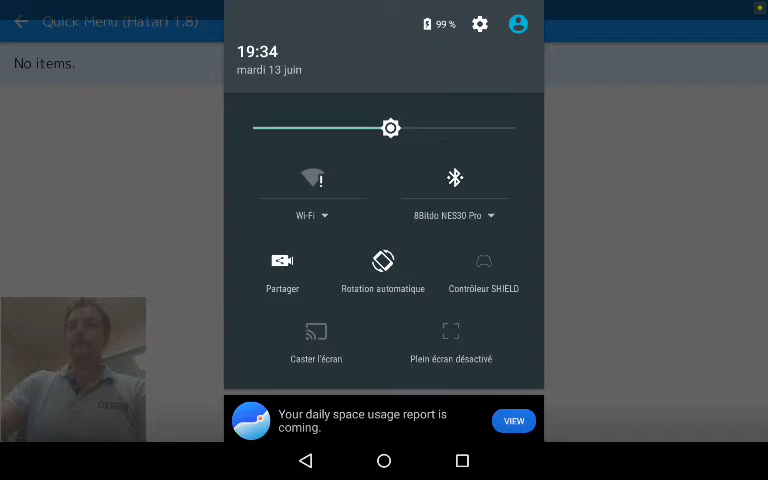 Quick Menu (Hatari 1.8)
99 %
19:34
mardi 13 juin
No items.
Wi-Fi
8Bitdo NES30 Pro
Partager
Rotation automatique
Contrôleur SHIELD
Caster l'écran
Plein écran désactivé
Your daily space usage report is
coming.
VIEW